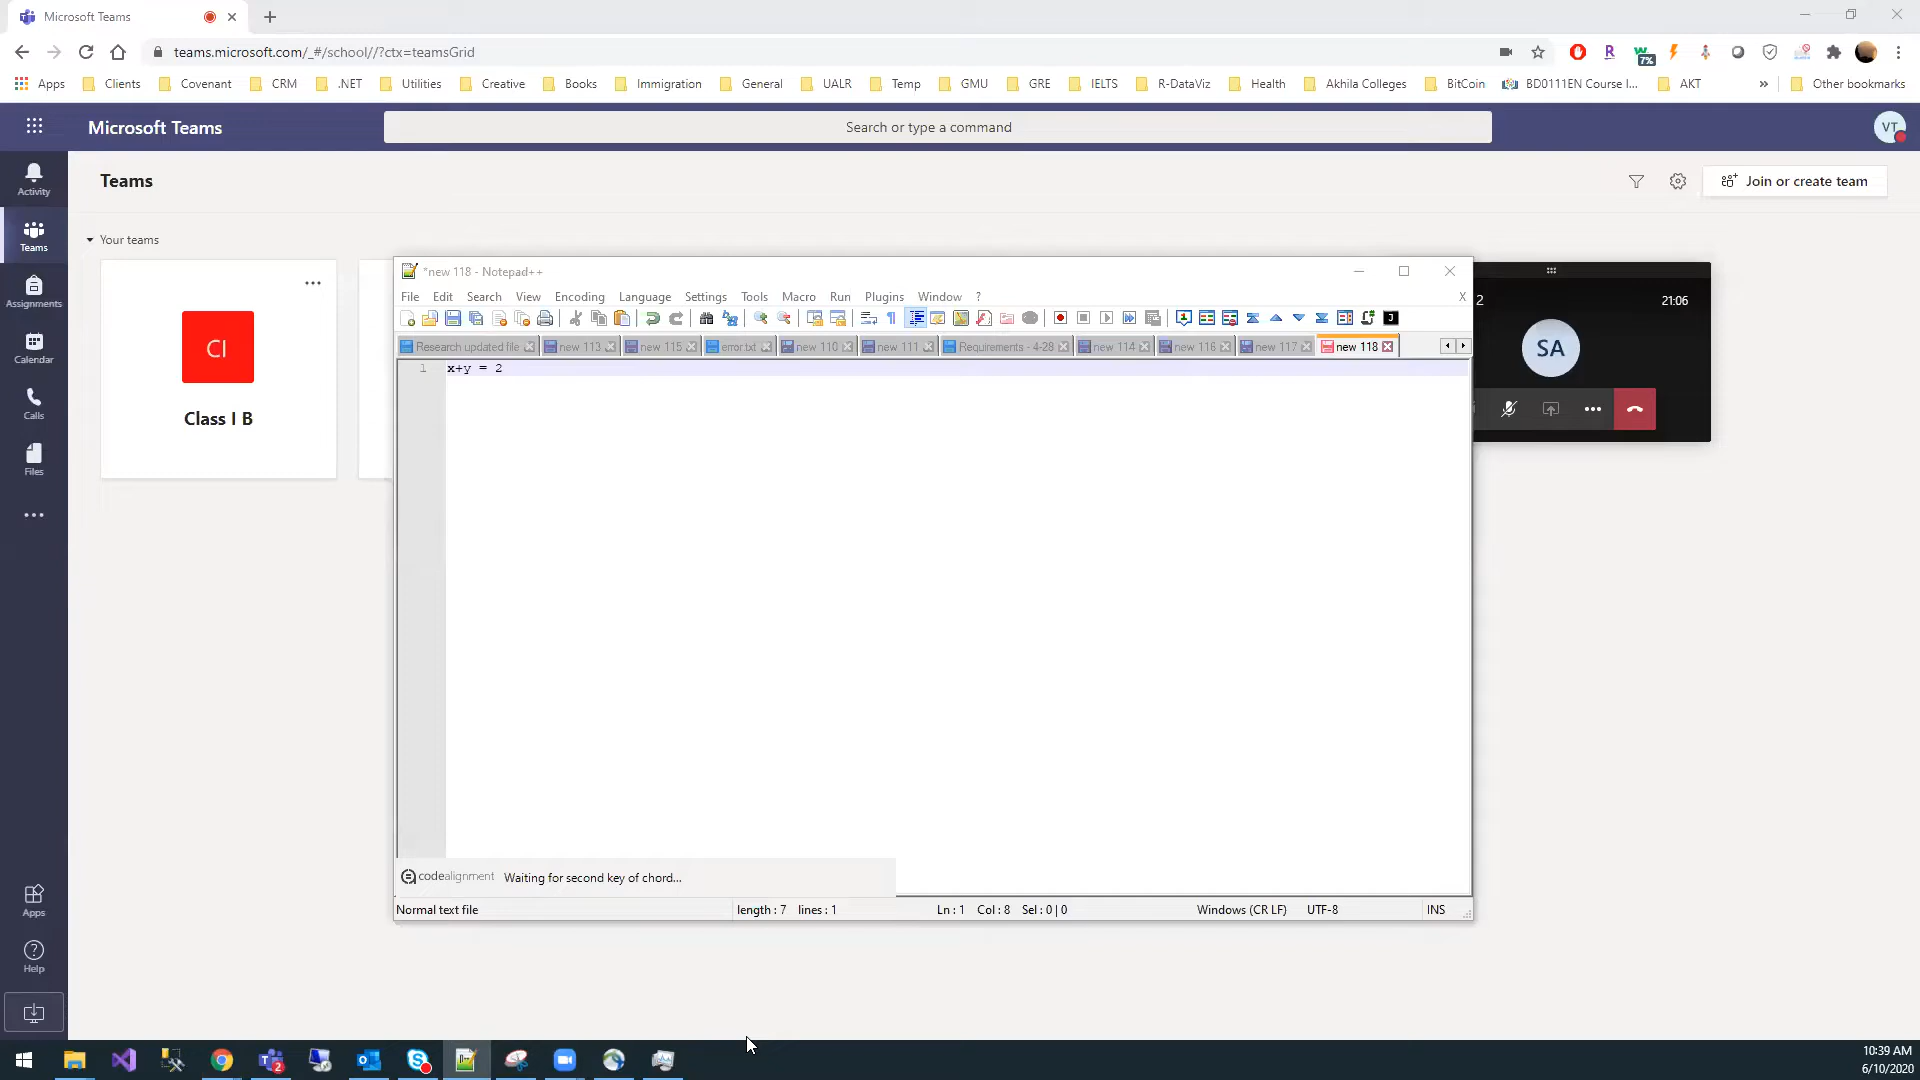 Microsoft Teams
teams.microsoft.com/_#/school//?ctx=teamsGrid
7%
Apps Clients Covenant CRM .NET Utilities Creative Books Immigration General UALR Temp GMU GRE IELTS R-DataViz Health Akhila Colleges BitCoin BD0111EN Course I... AKT » Other bookmarks
Microsoft Teams
Search or type a command
VT
Activity
Teams
Assignments
Calendar
Calls
Files
Apps
Help
Teams
Join or create team
Your teams
CI
Class I B
*new 118 - Notepad++
File Edit Search View Encoding Language Settings Tools Macro Run Plugins Window ? X
Research updated file new 113 new 115 error.txt new 110 new 111 Requirements - 4-28 new 114 new 116 new 117 new 118
1 x+y = 2
codealignment Waiting for second key of chord...
Normal text file length : 7 lines : 1 Ln : 1 Col : 8 Sel : 0 | 0 Windows (CR LF) UTF-8 INS
2 21:06
SA
2
10:39 AM
6/10/2020